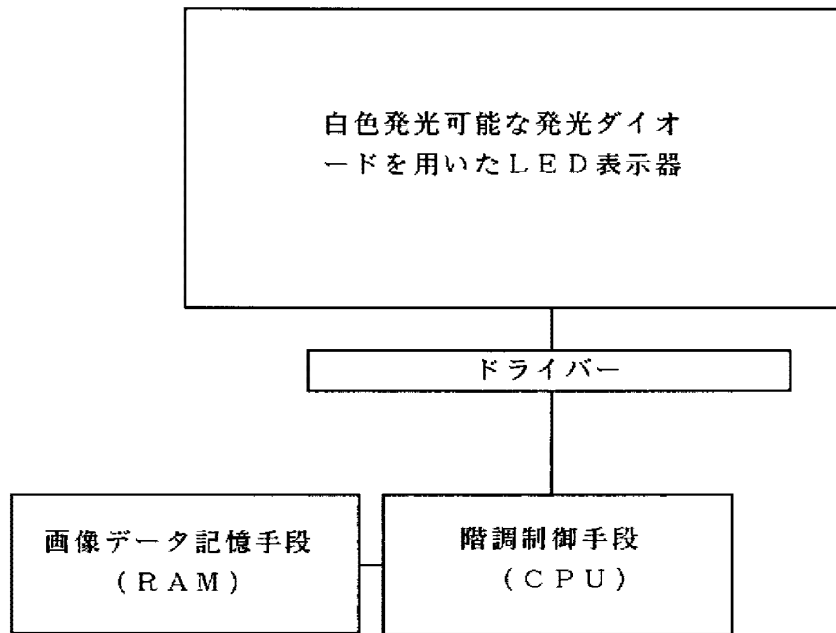 白色発光可能な発光ダイオ
ードを用いたLED表示器
ドライバー
画像データ記憶手段
(RAM)
階調制御手段
(CPU)